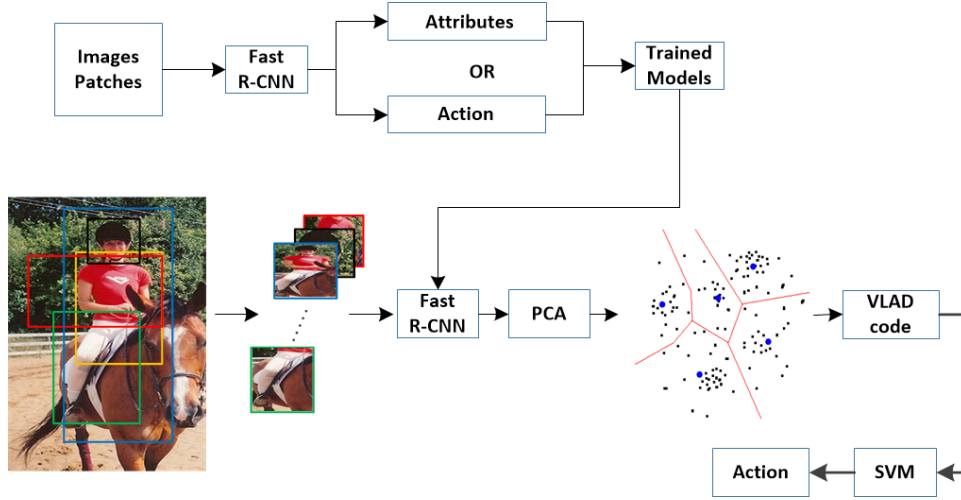 Images
Patches
Fast
R-CNN
Attributes
OR
Action
Trained
Models
Fast
R-CNN
PCA
VLAD
code
Action
SVM